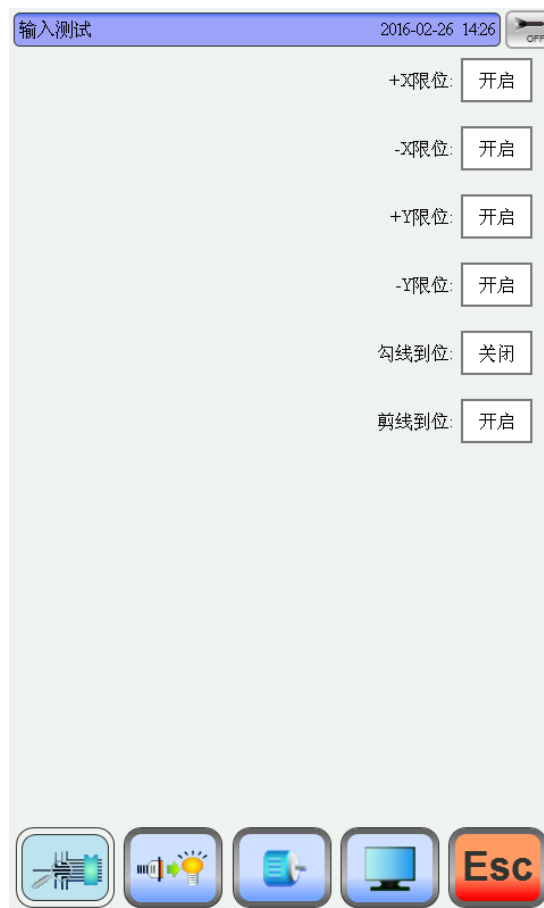 输入测试 2016-02-26 14:26
OFF
+X限位: 开启
-X限位: 开启
+Y限位: 开启
-Y限位: 开启
勾线到位: 关闭
剪线到位: 开启
Esc